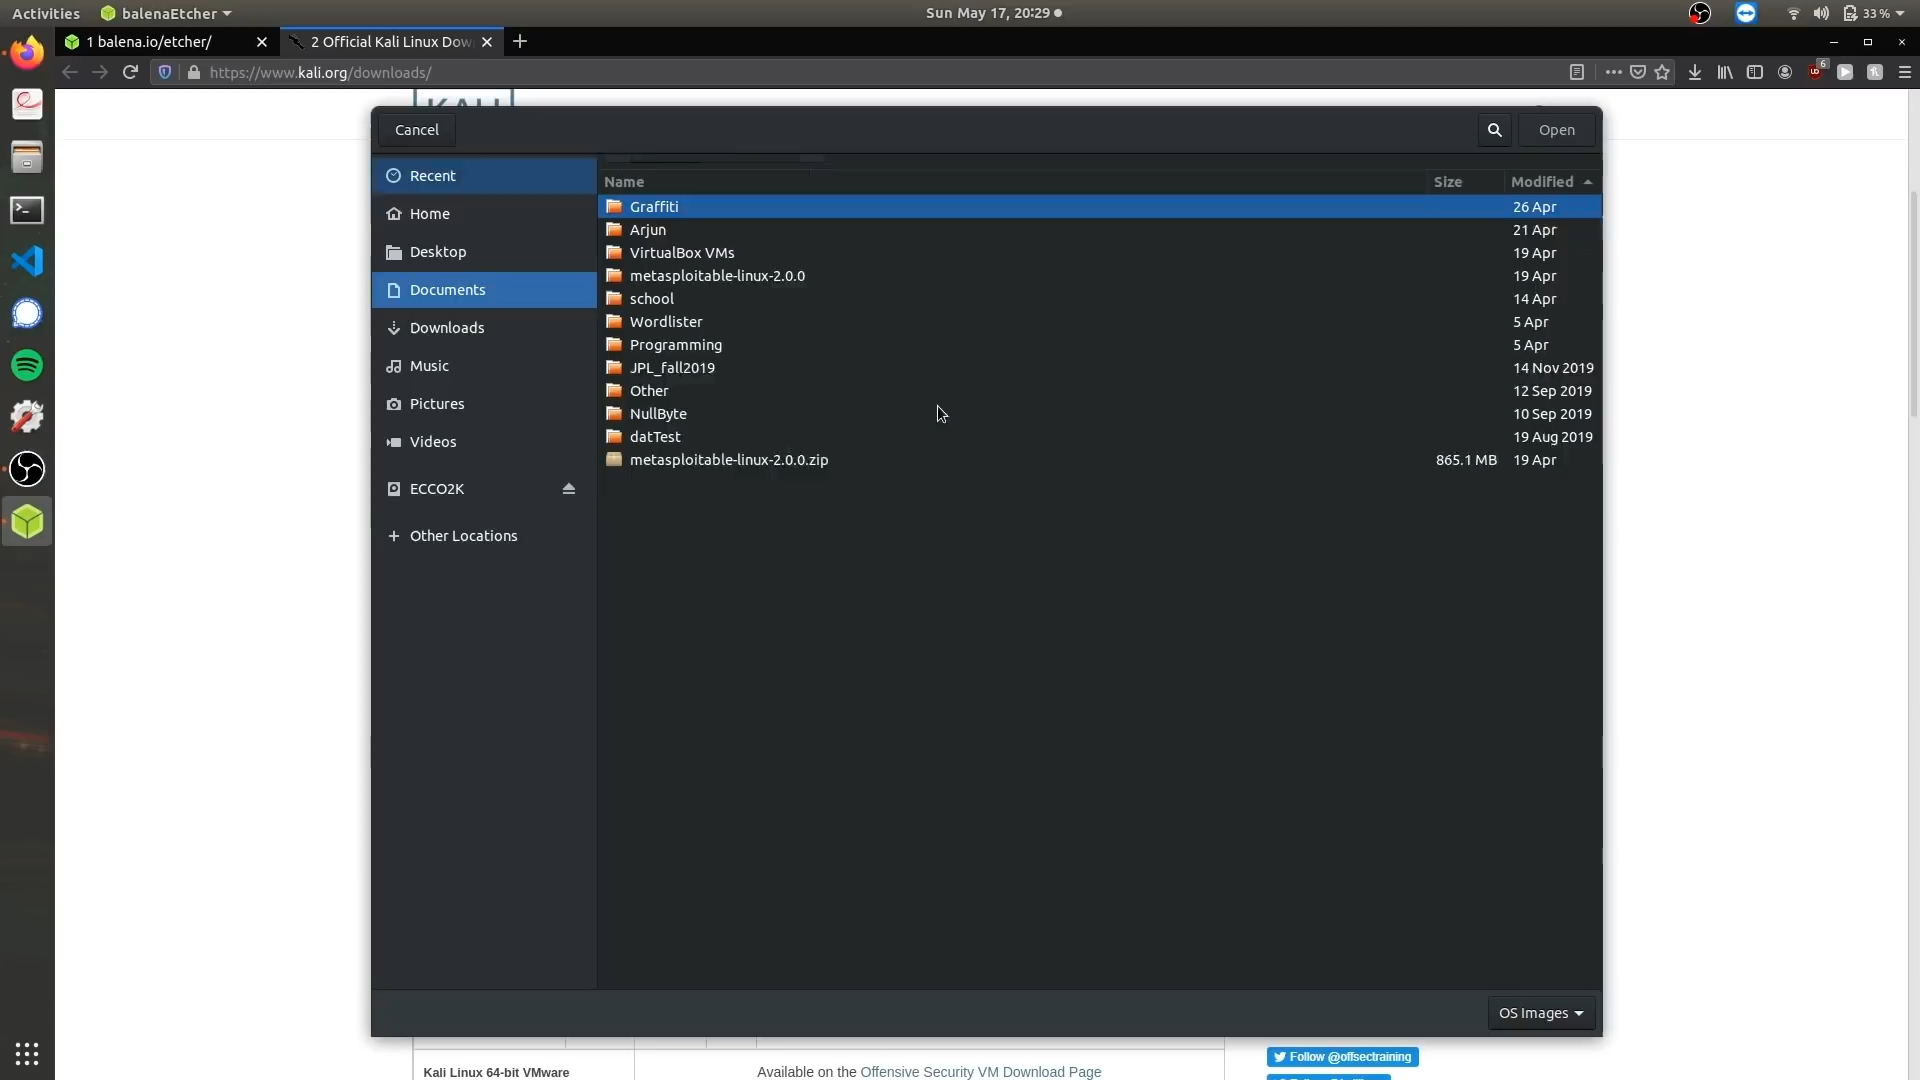 Activities balenaEtcher Sun May 17, 20:29 33 %
1 balena.io/etcher/ 2 Official Kali Linux Dow
https://www.kali.org/downloads/ 6
KALI
Cancel Open
Recent
Home
Desktop
Documents
Downloads
Music
Pictures
Videos
ECCO2K
Other Locations
Name Size Modified
Graffiti 26 Apr
Arjun 21 Apr
VirtualBox VMs 19 Apr
metasploitable-linux-2.0.0 19 Apr
school 14 Apr
Wordlister 5 Apr
Programming 5 Apr
JPL_fall2019 14 Nov 2019
Other 12 Sep 2019
NullByte 10 Sep 2019
datTest 19 Aug 2019
metasploitable-linux-2.0.0.zip 865.1 MB 19 Apr
OS Images
Follow @offsectraining
Kali Linux 64-bit VMware Available on the Offensive Security VM Download Page